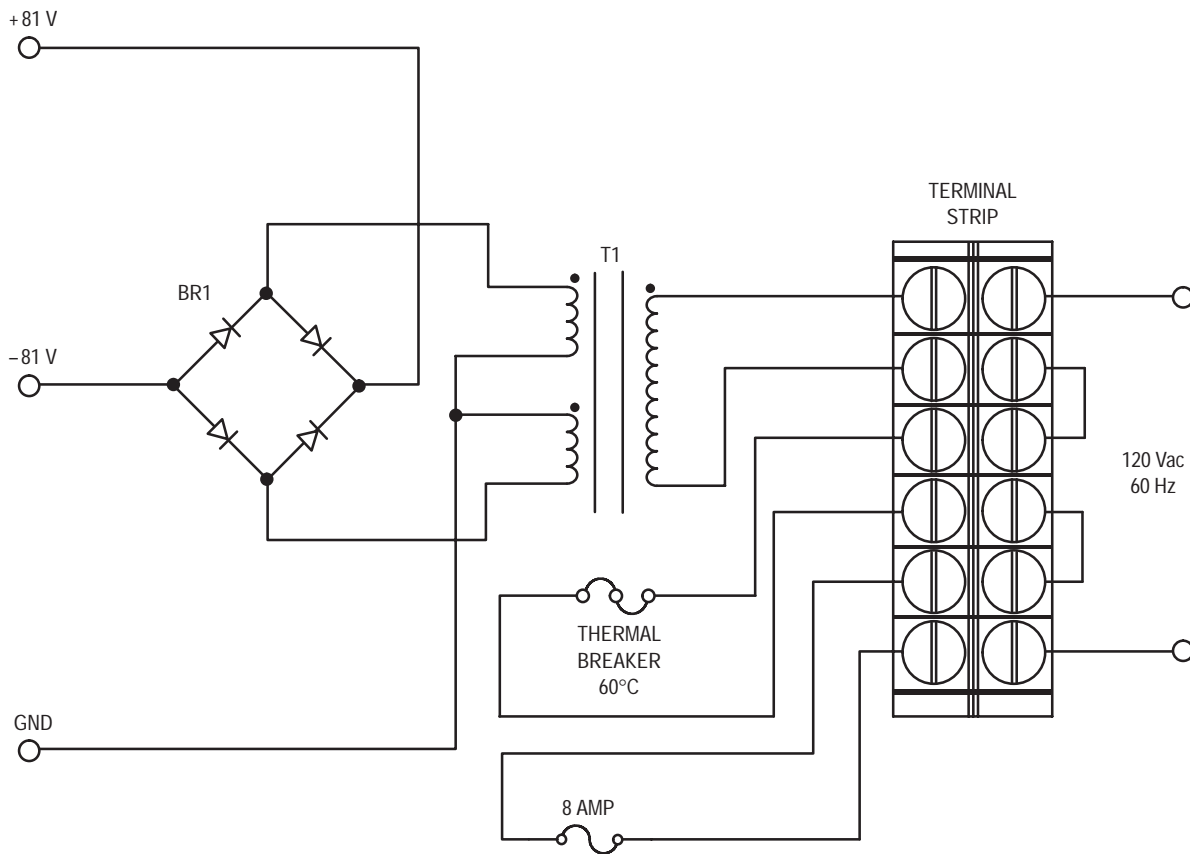 +81 V
TERMINAL
STRIP
T1
BR1
–81 V
120 Vac
60 Hz
THERMAL
BREAKER
60°C
GND
8 AMP